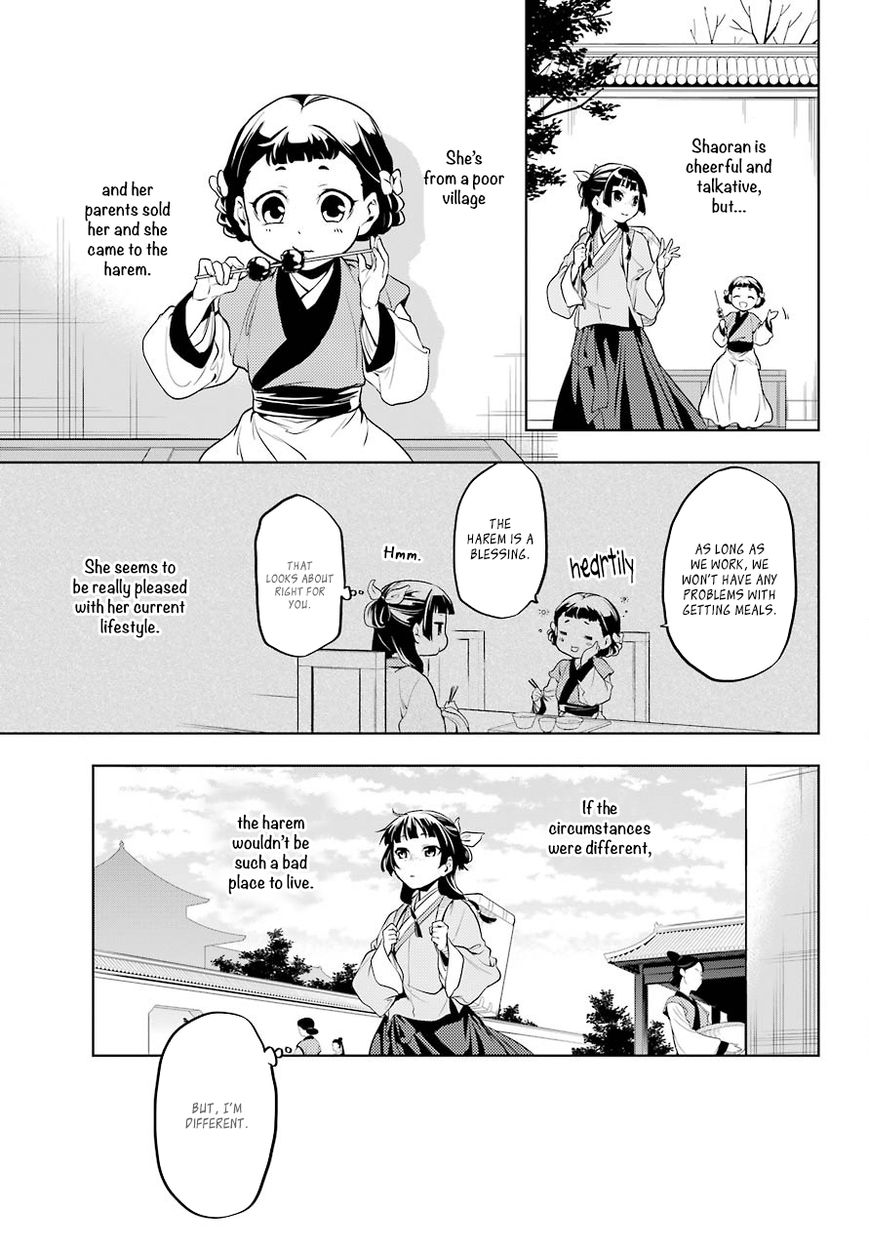 Shaoran is
cheerful and
talkative,
but...
She's
from a poor
village
and her
parents sold
her and she
came to the
harem.
AS LONG AS
WE WORK, WE
WON'T HAVE ANY
PROBLEMS WITH
GETTING MEALS.
heartily
THE
HAREM IS A
BLESSING.
Hmm.
THAT
LOOKS ABOUT
RIGHT FOR
YOU.
She seems to
be really pleased
with her current
lifestyle.
If the
circumstances
were different,
the harem
wouldn't be
such a bad
place to live.
BUT, I'M
DIFFERENT.